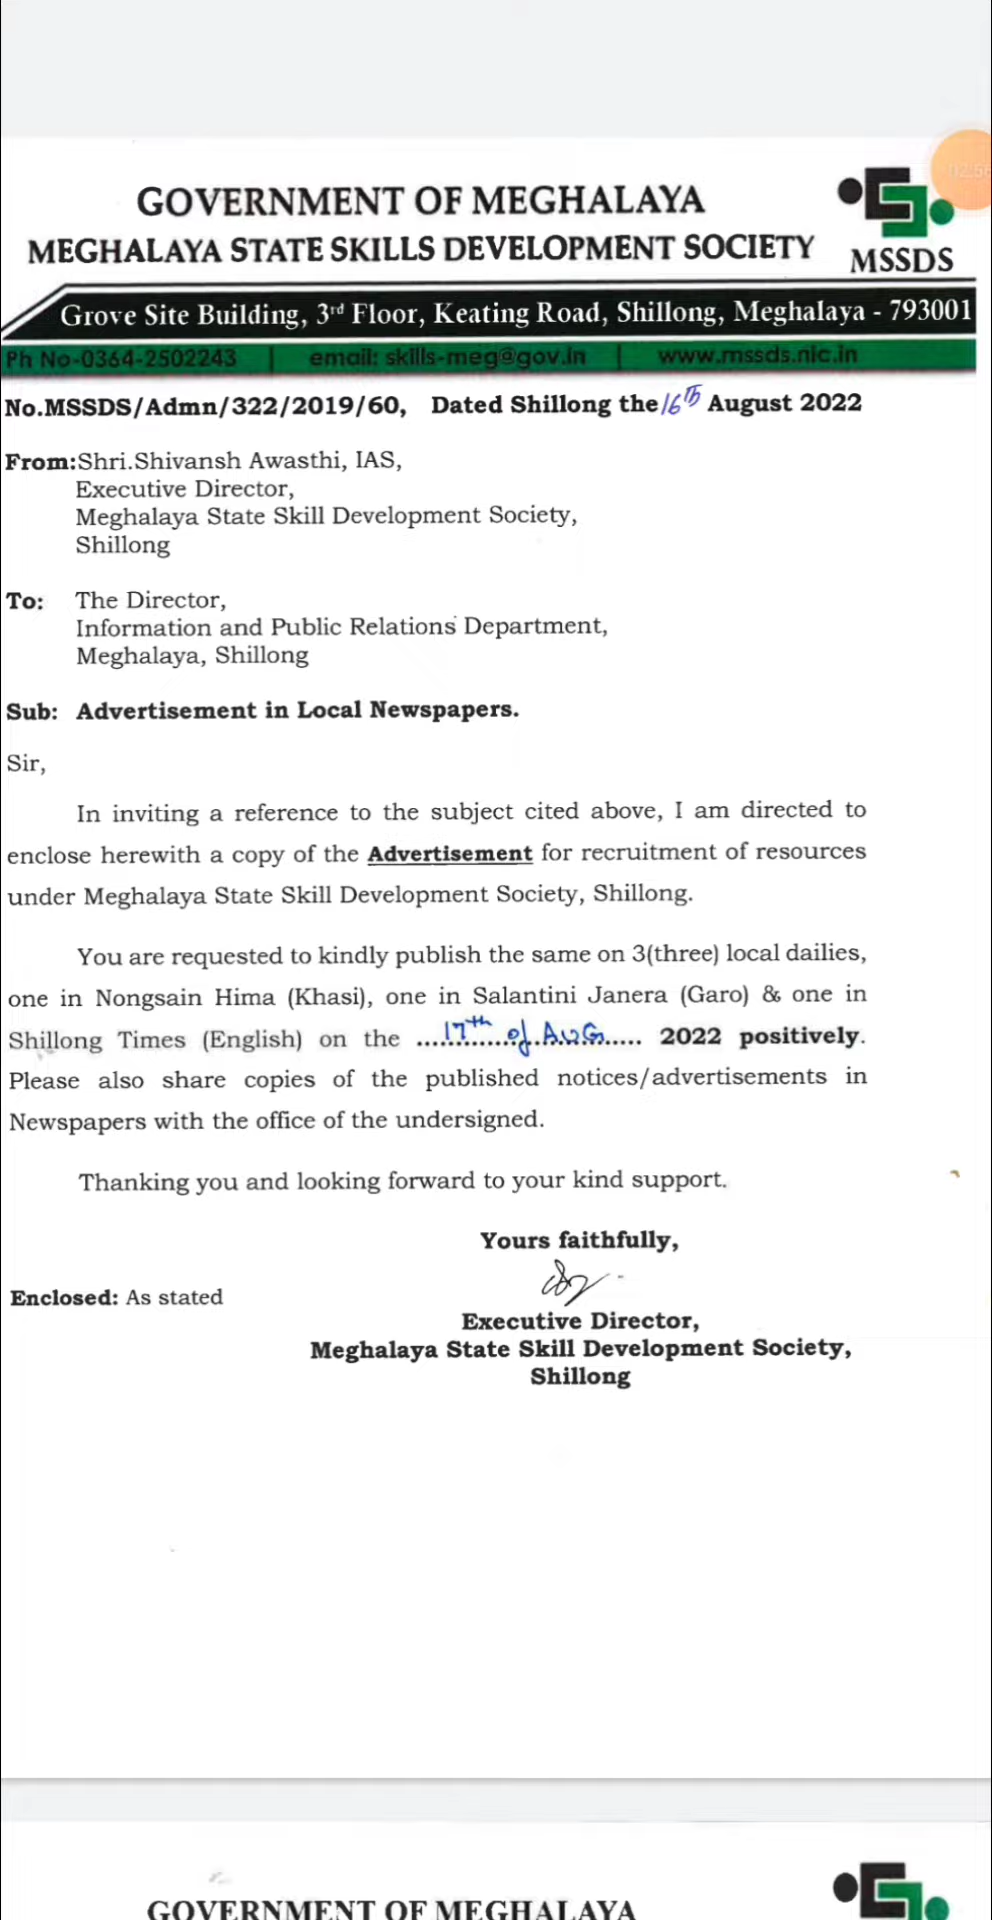 02:56
GOVERNMENT OF MEGHALAYA
MEGHALAYA STATE SKILLS DEVELOPMENT SOCIETY
MSSDS
Grove Site Building, 3rd Floor, Keating Road, Shillong, Meghalaya - 793001
Ph No-0364-2502243 | email: skills-meg@gov.in | www.mssds.nic.in
No.MSSDS/Admn/322/2019/60, Dated Shillong the 16th August 2022
From:Shri.Shivansh Awasthi, IAS,
Executive Director,
Meghalaya State Skill Development Society,
Shillong
To: The Director,
Information and Public Relations Department,
Meghalaya, Shillong
Sub: Advertisement in Local Newspapers.
Sir,
In inviting a reference to the subject cited above, I am directed to
enclose herewith a copy of the Advertisement for recruitment of resources
under Meghalaya State Skill Development Society, Shillong.
You are requested to kindly publish the same on 3(three) local dailies,
one in Nongsain Hima (Khasi), one in Salantini Janera (Garo) & one in
Shillong Times (English) on the ....17th of AUG..... 2022 positively.
Please also share copies of the published notices/advertisements in
Newspapers with the office of the undersigned.
Thanking you and looking forward to your kind support.
Yours faithfully,
Enclosed: As stated
Executive Director,
Meghalaya State Skill Development Society,
Shillong
GOVERNMENT OF MEGHALAYA